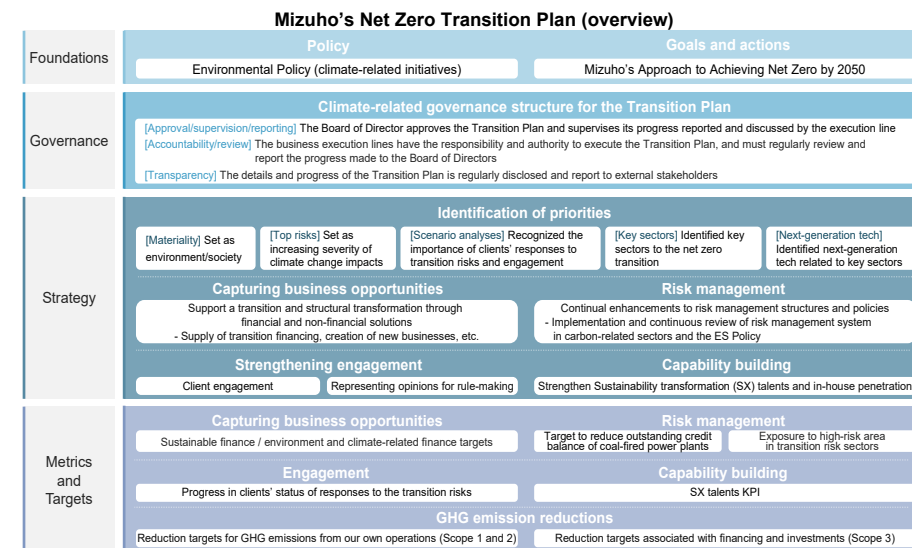 Mizuho's Net Zero Transition Plan (overview)
Foundations
Policy
Goals and actions
Environmental Policy (climate-related initiatives)
Mizuho's Approach to Achieving Net Zero by 2050
Governance
Climate-related governance structure for the Transition Plan
[Approval/supervision/reporting] The Board of Director approves the Transition Plan and supervises its progress reported and discussed by the execution line
[Accountability/review] The business execution lines have the responsibility and authority to execute the Transition Plan, and must regularly review and
report the progress made to the Board of Directors
[Transparency] The details and progress of the Transition Plan is regularly disclosed and report to external stakeholders
Strategy
Identification of priorities
[Materiality] Set as
environment/society
[Top risks] Set as
increasing severity of
climate change impacts
[Scenario analyses] Recognized the
importance of clients' responses to
transition risks and engagement
[Key sectors] Identified key
sectors to the net zero
transition
[Next-generation tech]
Identified next-generation
tech related to key sectors
Capturing business opportunities
Support a transition and structural transformation through
financial and non-financial solutions
- Supply of transition financing, creation of new businesses, etc.
Risk management
Continual enhancements to risk management structures and policies
- Implementation and continuous review of risk management system
in carbon-related sectors and the ES Policy
Strengthening engagement
Client engagement
Representing opinions for rule-making
Capability building
Strengthen Sustainability transformation (SX) talents and in-house penetration
Metrics
and
Targets
Capturing business opportunities
Sustainable finance / environment and climate-related finance targets
Risk management
Target to reduce outstanding credit
balance of coal-fired power plants
Exposure to high-risk area
in transition risk sectors
Engagement
Progress in clients' status of responses to the transition risks
Capability building
SX talents KPI
GHG emission reductions
Reduction targets for GHG emissions from our own operations (Scope 1 and 2)
Reduction targets associated with financing and investments (Scope 3)